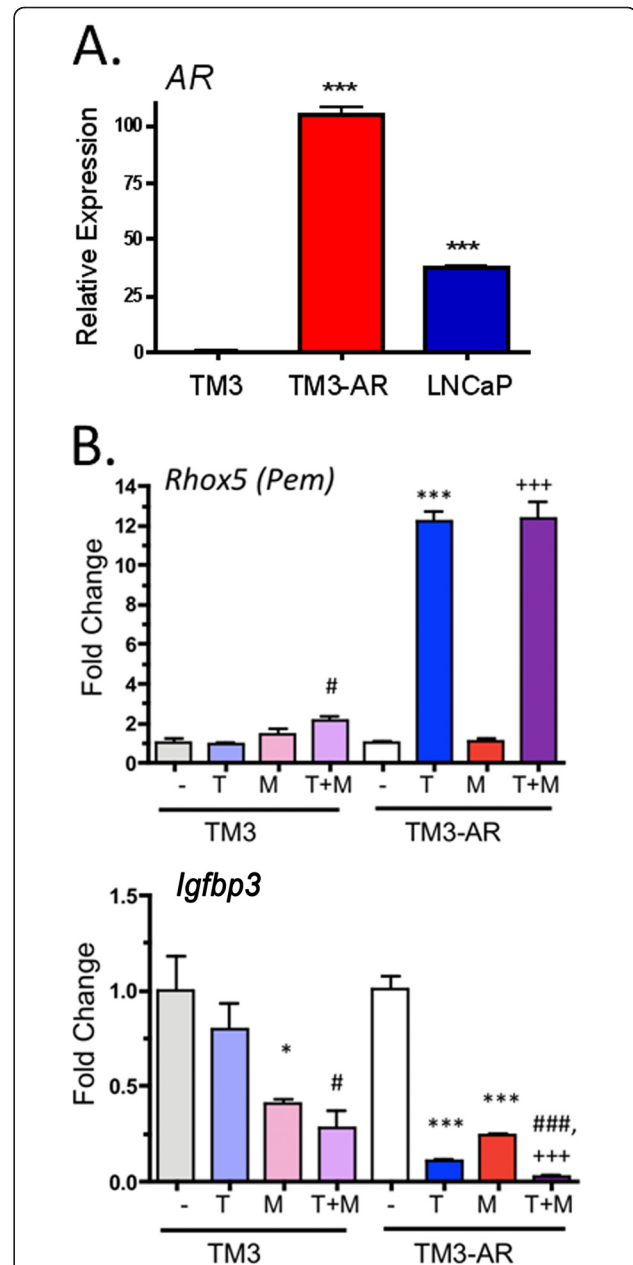 A.
AR
***
***
100
75
50
25
0
Relative Expression
TM3 TM3-AR LNCaP
B.
Rhox5 (Pem)
14
12
10
8
6
4
2
0
Fold Change
***
+++
#
- T M T+M - T M T+M
TM3 TM3-AR
Igfbp3
1.5
1.0
0.5
0.0
Fold Change
*
#
***
***
###,
+++
- T M T+M - T M T+M
TM3 TM3-AR